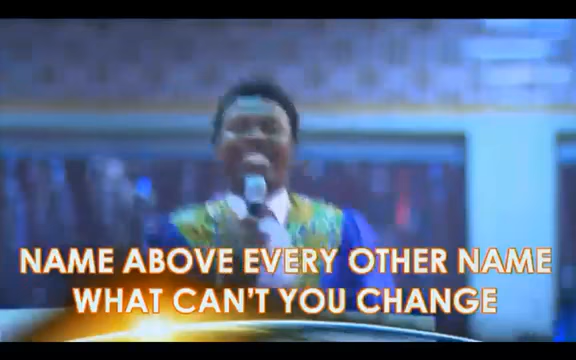 NAME ABOVE EVERY OTHER NAME
WHAT CAN'T YOU CHANGE